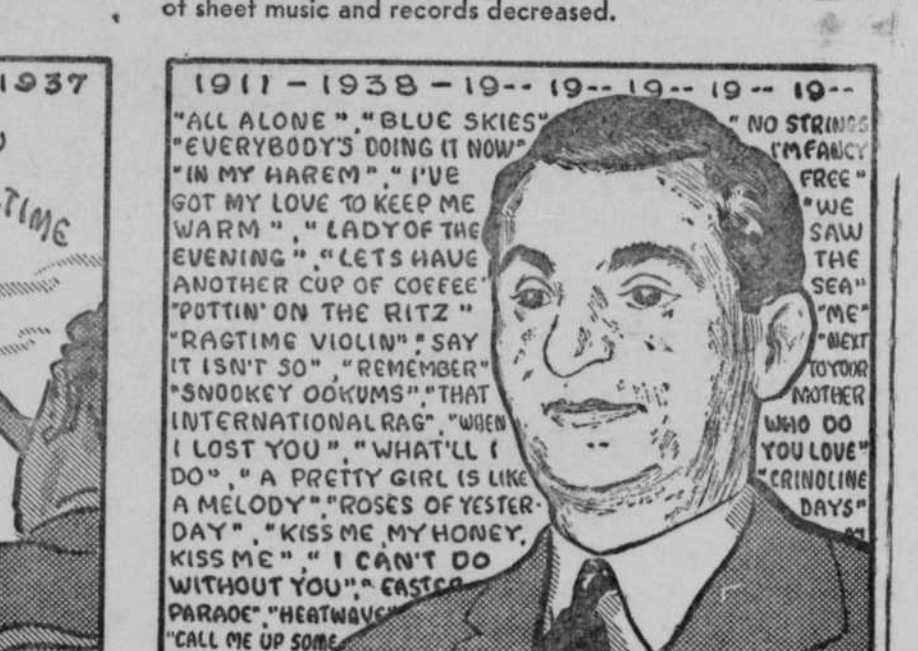 of sheet music and records decreased.
1937
TIME
1911 - 1938 - 19-- 19-- 19-- 19-- 19--
"ALL ALONE", "BLUE SKIES"
"EVERYBODY'S DOING IT NOW"
"IN MY HAREM", "I'VE
GOT MY LOVE TO KEEP ME
WARM", "LADY OF THE
EVENING", "LETS HAVE
ANOTHER CUP OF COFFEE"
"PUTTIN' ON THE RITZ"
"RAGTIME VIOLIN", "SAY
IT ISN'T SO", "REMEMBER"
"SNOOKEY OOKUMS", "THAT
INTERNATIONAL RAG", "WHEN
I LOST YOU", "WHAT'LL I
DO", "A PRETTY GIRL IS LIKE
A MELODY" "ROSES OF YESTER-
DAY", "KISS ME, MY HONEY,
KISS ME", "I CAN'T DO
WITHOUT YOU", "EASTER
PARADE", "HEATWAVE"
"CALL ME UP SOME
"NO STRINGS
I'M FANCY
FREE"
"WE
SAW
THE
SEA"
"ME"
"NEXT
TO YOUR
MOTHER
WHO DO
YOU LOVE"
"CRINOLINE
DAYS"